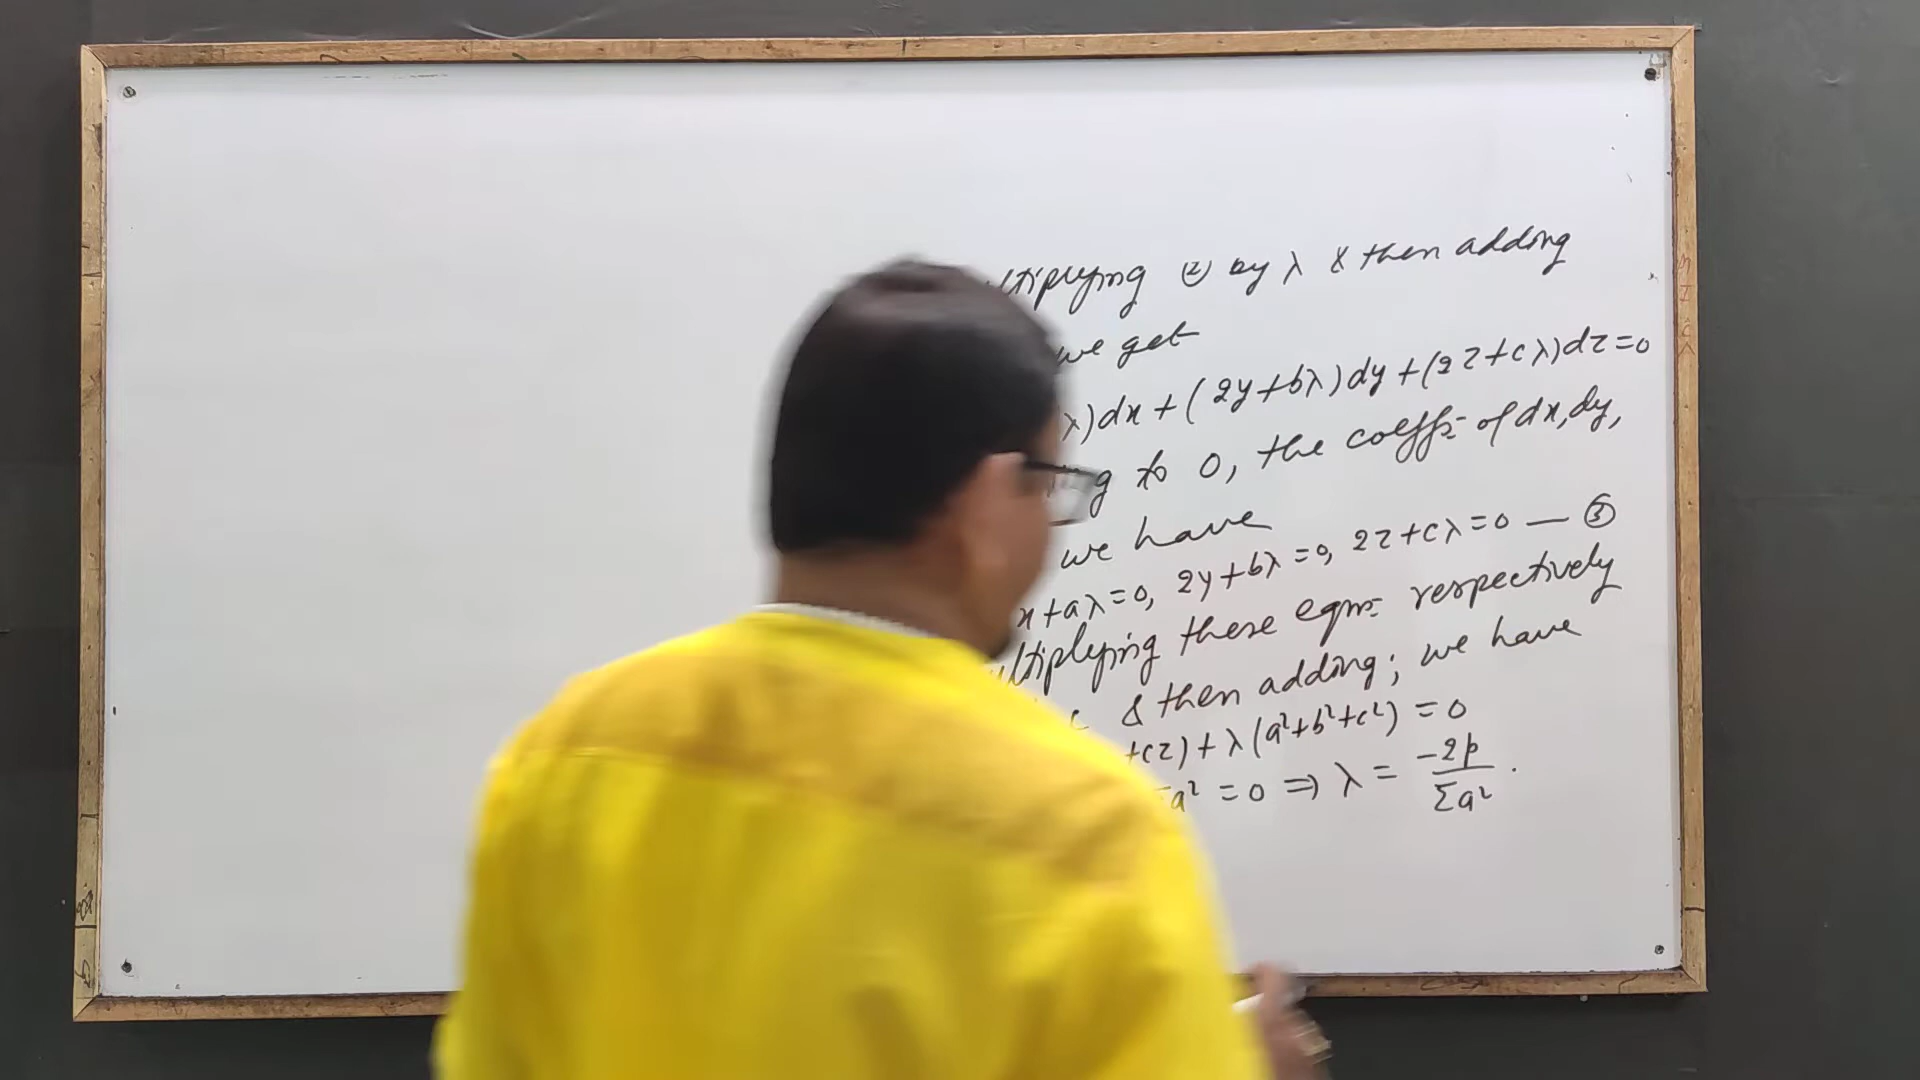 ltiplying ② by λ & then adding
we get
λ)dx + (2y+bλ)dy + (2z+cλ)dz=0
ng to 0, the coeffs of dx, dy,
we have
x+aλ=0, 2y+bλ=0, 2z+cλ=0 — ③
ultiplying these eqns respectively
c & then adding; we have
+cz) + λ(a²+b²+c²) = 0
a² = 0 ⇒ λ = -2p/Σa² .